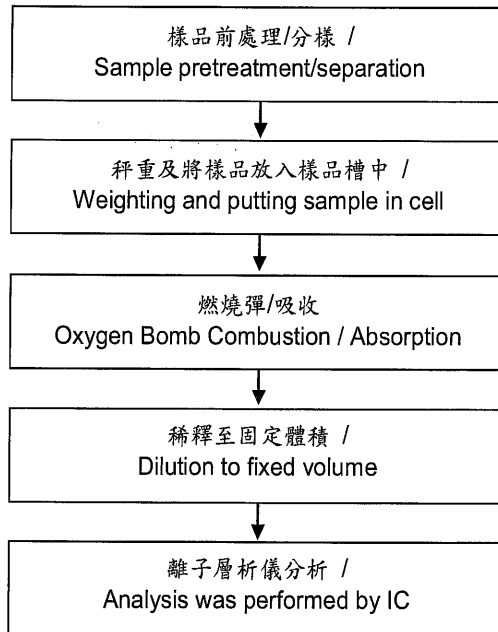 樣品前處理/分樣 /
Sample pretreatment/separation
秤重及將樣品放入樣品槽中 /
Weighting and putting sample in cell
燃燒彈/吸收
Oxygen Bomb Combustion / Absorption
稀釋至固定體積 /
Dilution to fixed volume
離子層析儀分析 /
Analysis was performed by IC